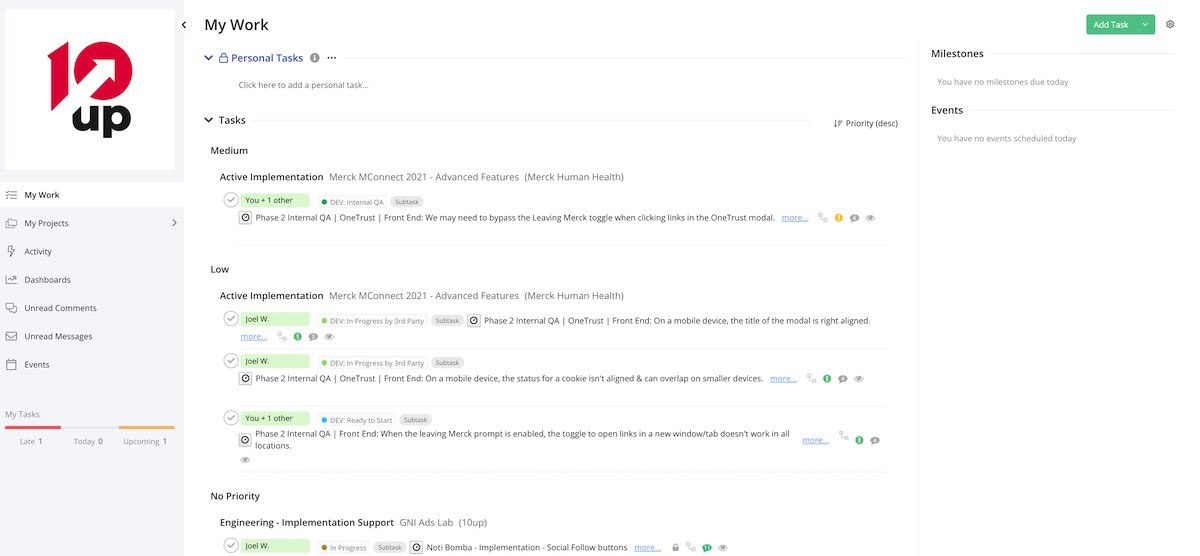 10
up
My Work
Add Task
Personal Tasks
Click here to add a personal task...
Tasks
Priority (desc)
Medium
Active Implementation Merck MConnect 2021 - Advanced Features (Merck Human Health)
You + 1 other DEV: Internal QA Subtask
Phase 2 Internal QA | OneTrust | Front End: We may need to bypass the Leaving Merck toggle when clicking links in the OneTrust modal. more...
Low
Active Implementation Merck MConnect 2021 - Advanced Features (Merck Human Health)
Joel W. DEV: In Progress by 3rd Party Subtask Phase 2 Internal QA | OneTrust | Front End: On a mobile device, the title of the modal is right aligned.
more...
Joel W. DEV: In Progress by 3rd Party Subtask
Phase 2 Internal QA | OneTrust | Front End: On a mobile device, the status for a cookie isn't aligned & can overlap on smaller devices. more...
You + 1 other DEV: Ready to Start Subtask
Phase 2 Internal QA | Front End: When the leaving Merck prompt is enabled, the toggle to open links in a new window/tab doesn't work in all
locations.
more...
No Priority
Engineering - Implementation Support GNI Ads Lab (10up)
Joel W. In Progress Subtask Noti Bomba - Implementation - Social Follow buttons more...
Milestones
You have no milestones due today
Events
You have no events scheduled today
My Work
My Projects
Activity
Dashboards
Unread Comments
Unread Messages
Events
My Tasks
Late 1 Today 0 Upcoming 1